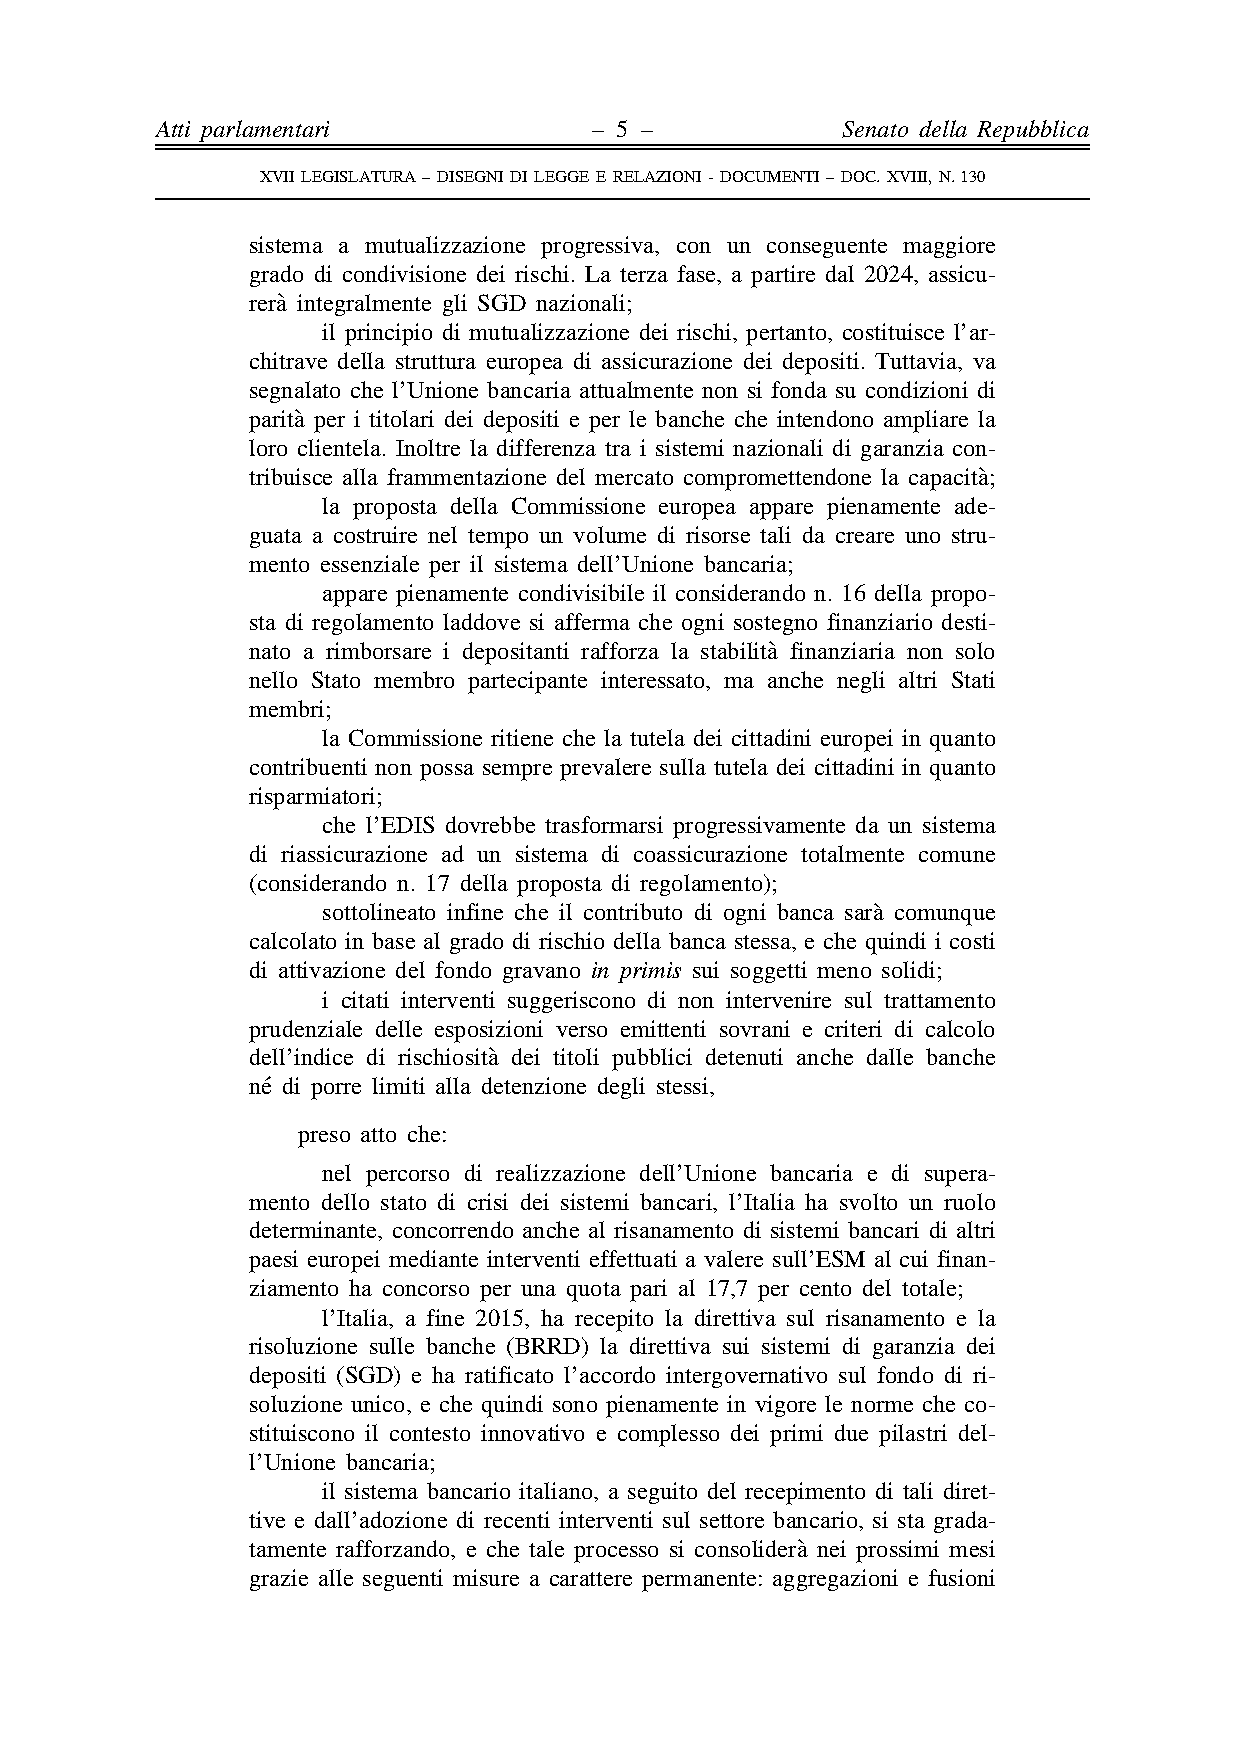 Atti parlamentari – 5 – Senato della Repubblica
XVII LEGISLATURA – DISEGNI DI LEGGE E RELAZIONI - DOCUMENTI – DOC. XVIII, N. 130
sistema a mutualizzazione progressiva, con un conseguente maggiore
grado di condivisione dei rischi. La terza fase, a partire dal 2024, assicu-
rerà integralmente gli SGD nazionali;
il principio di mutualizzazione dei rischi, pertanto, costituisce l’ar-
chitrave della struttura europea di assicurazione dei depositi. Tuttavia, va
segnalato che l’Unione bancaria attualmente non si fonda su condizioni di
parità per i titolari dei depositi e per le banche che intendono ampliare la
loro clientela. Inoltre la differenza tra i sistemi nazionali di garanzia con-
tribuisce alla frammentazione del mercato compromettendone la capacità;
la proposta della Commissione europea appare pienamente ade-
guata a costruire nel tempo un volume di risorse tali da creare uno stru-
mento essenziale per il sistema dell’Unione bancaria;
appare pienamente condivisibile il considerando n. 16 della propo-
sta di regolamento laddove si afferma che ogni sostegno finanziario desti-
nato a rimborsare i depositanti rafforza la stabilità finanziaria non solo
nello Stato membro partecipante interessato, ma anche negli altri Stati
membri;
la Commissione ritiene che la tutela dei cittadini europei in quanto
contribuenti non possa sempre prevalere sulla tutela dei cittadini in quanto
risparmiatori;
che l’EDIS dovrebbe trasformarsi progressivamente da un sistema
di riassicurazione ad un sistema di coassicurazione totalmente comune
(considerando n. 17 della proposta di regolamento);
sottolineato infine che il contributo di ogni banca sarà comunque
calcolato in base al grado di rischio della banca stessa, e che quindi i costi
di attivazione del fondo gravano in primis sui soggetti meno solidi;
i citati interventi suggeriscono di non intervenire sul trattamento
prudenziale delle esposizioni verso emittenti sovrani e criteri di calcolo
dell’indice di rischiosità dei titoli pubblici detenuti anche dalle banche
né di porre limiti alla detenzione degli stessi,
preso atto che:
nel percorso di realizzazione dell’Unione bancaria e di supera-
mento dello stato di crisi dei sistemi bancari, l’Italia ha svolto un ruolo
determinante, concorrendo anche al risanamento di sistemi bancari di altri
paesi europei mediante interventi effettuati a valere sull’ESM al cui finan-
ziamento ha concorso per una quota pari al 17,7 per cento del totale;
l’Italia, a fine 2015, ha recepito la direttiva sul risanamento e la
risoluzione sulle banche (BRRD) la direttiva sui sistemi di garanzia dei
depositi (SGD) e ha ratificato l’accordo intergovernativo sul fondo di ri-
soluzione unico, e che quindi sono pienamente in vigore le norme che co-
stituiscono il contesto innovativo e complesso dei primi due pilastri del-
l’Unione bancaria;
il sistema bancario italiano, a seguito del recepimento di tali diret-
tive e dall’adozione di recenti interventi sul settore bancario, si sta grada-
tamente rafforzando, e che tale processo si consoliderà nei prossimi mesi
grazie alle seguenti misure a carattere permanente: aggregazioni e fusioni